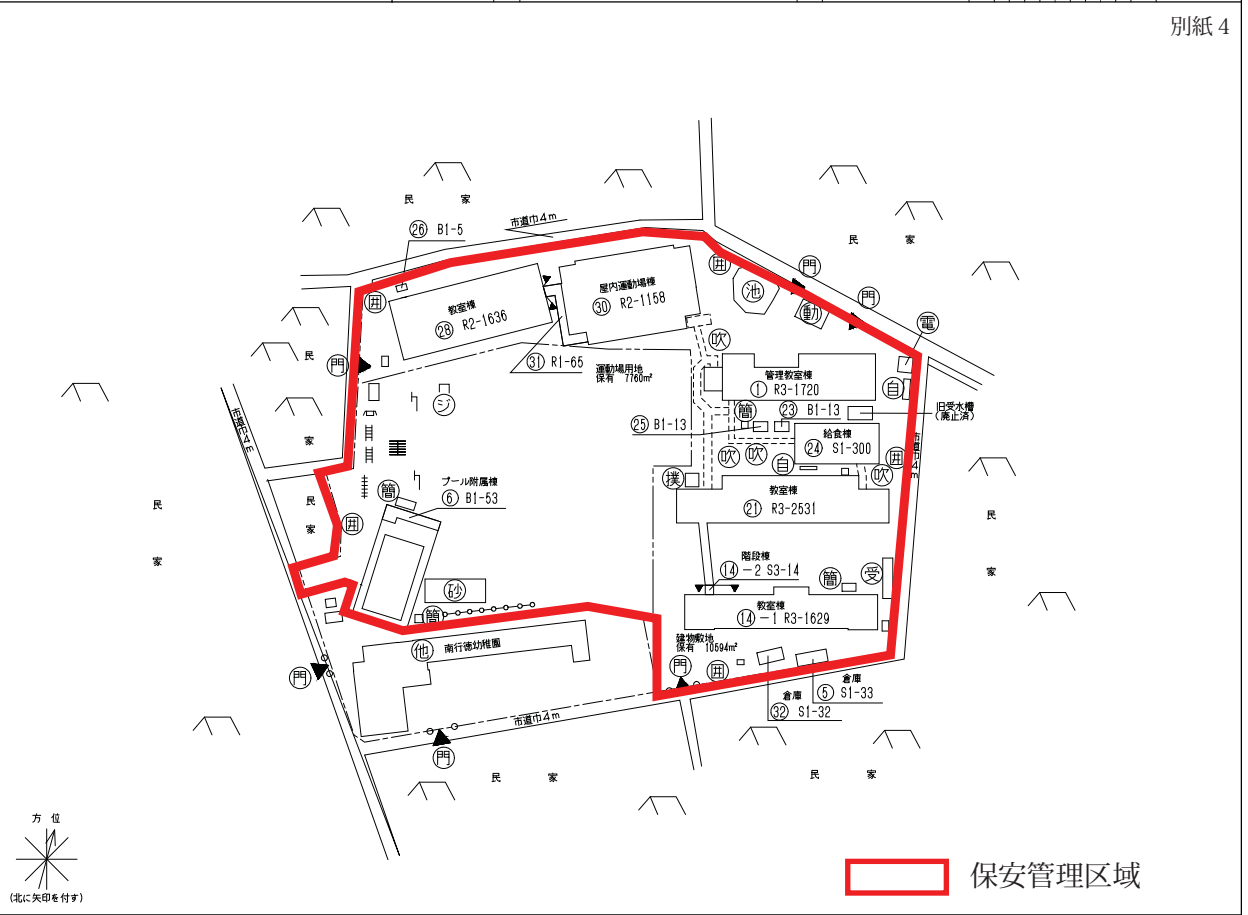 別紙4
民 家
市道巾4m
㉖ B1-5
民 家
囲
門
池
動
門
電
囲
教室棟
㉘ R2-1636
屋内運動場棟
㉚ R2-1158
㉛ R1-65
運動場用地
保有 7760㎡
吹
民
家
門
ジ
管理教室棟
① R3-1720
自
簡
㉓ B1-13
㉕ B1-13
旧受水槽
(廃止済)
給食棟
㉔ S1-300
市道巾4m
市道巾4m
吹
吹
自
吹
囲
撲
教室棟
㉑ R3-2531
簡
プール附属棟
⑥ B1-53
民
家
囲
民
家
民
家
階段棟
⑭-2 S3-14
簡
受
砂
簡
教室棟
⑭-1 R3-1629
他
南行徳幼稚園
建物敷地
保有 10594㎡
門
囲
門
倉庫
⑤ S1-33
倉庫
㉜ S1-32
市道巾4m
門
民 家
民 家
方 位
(北に矢印を付す)
保安管理区域